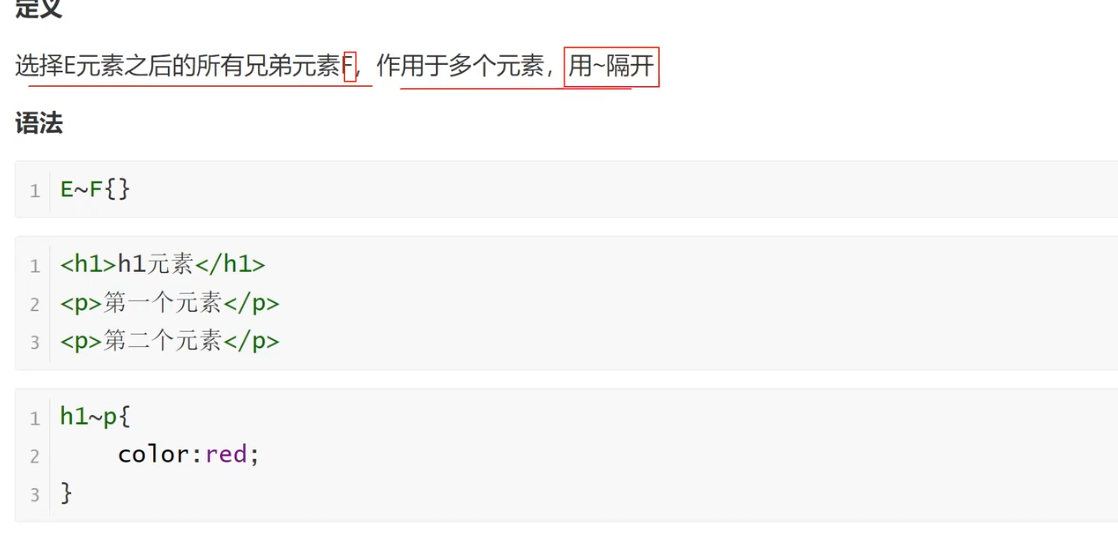 定义
选择E元素之后的所有兄弟元素F，作用于多个元素，用~隔开
语法
1 E~F{}
1 <h1>h1元素</h1>
2 <p>第一个元素</p>
3 <p>第二个元素</p>
1 h1~p{
2 color:red;
3 }